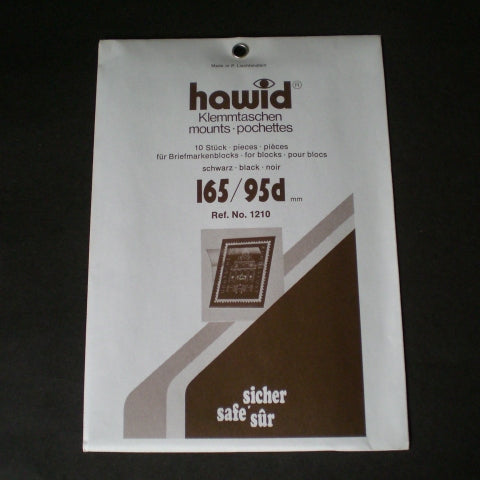 Made in P. Liechtenstein
hawid®
Klemmtaschen
mounts · pochettes
10 Stück · pieces · pièces
für Briefmarkenblocks · for blocks · pour blocs
schwarz · black · noir
165/95d mm
Ref. No. 1210
sicher
safe sûr